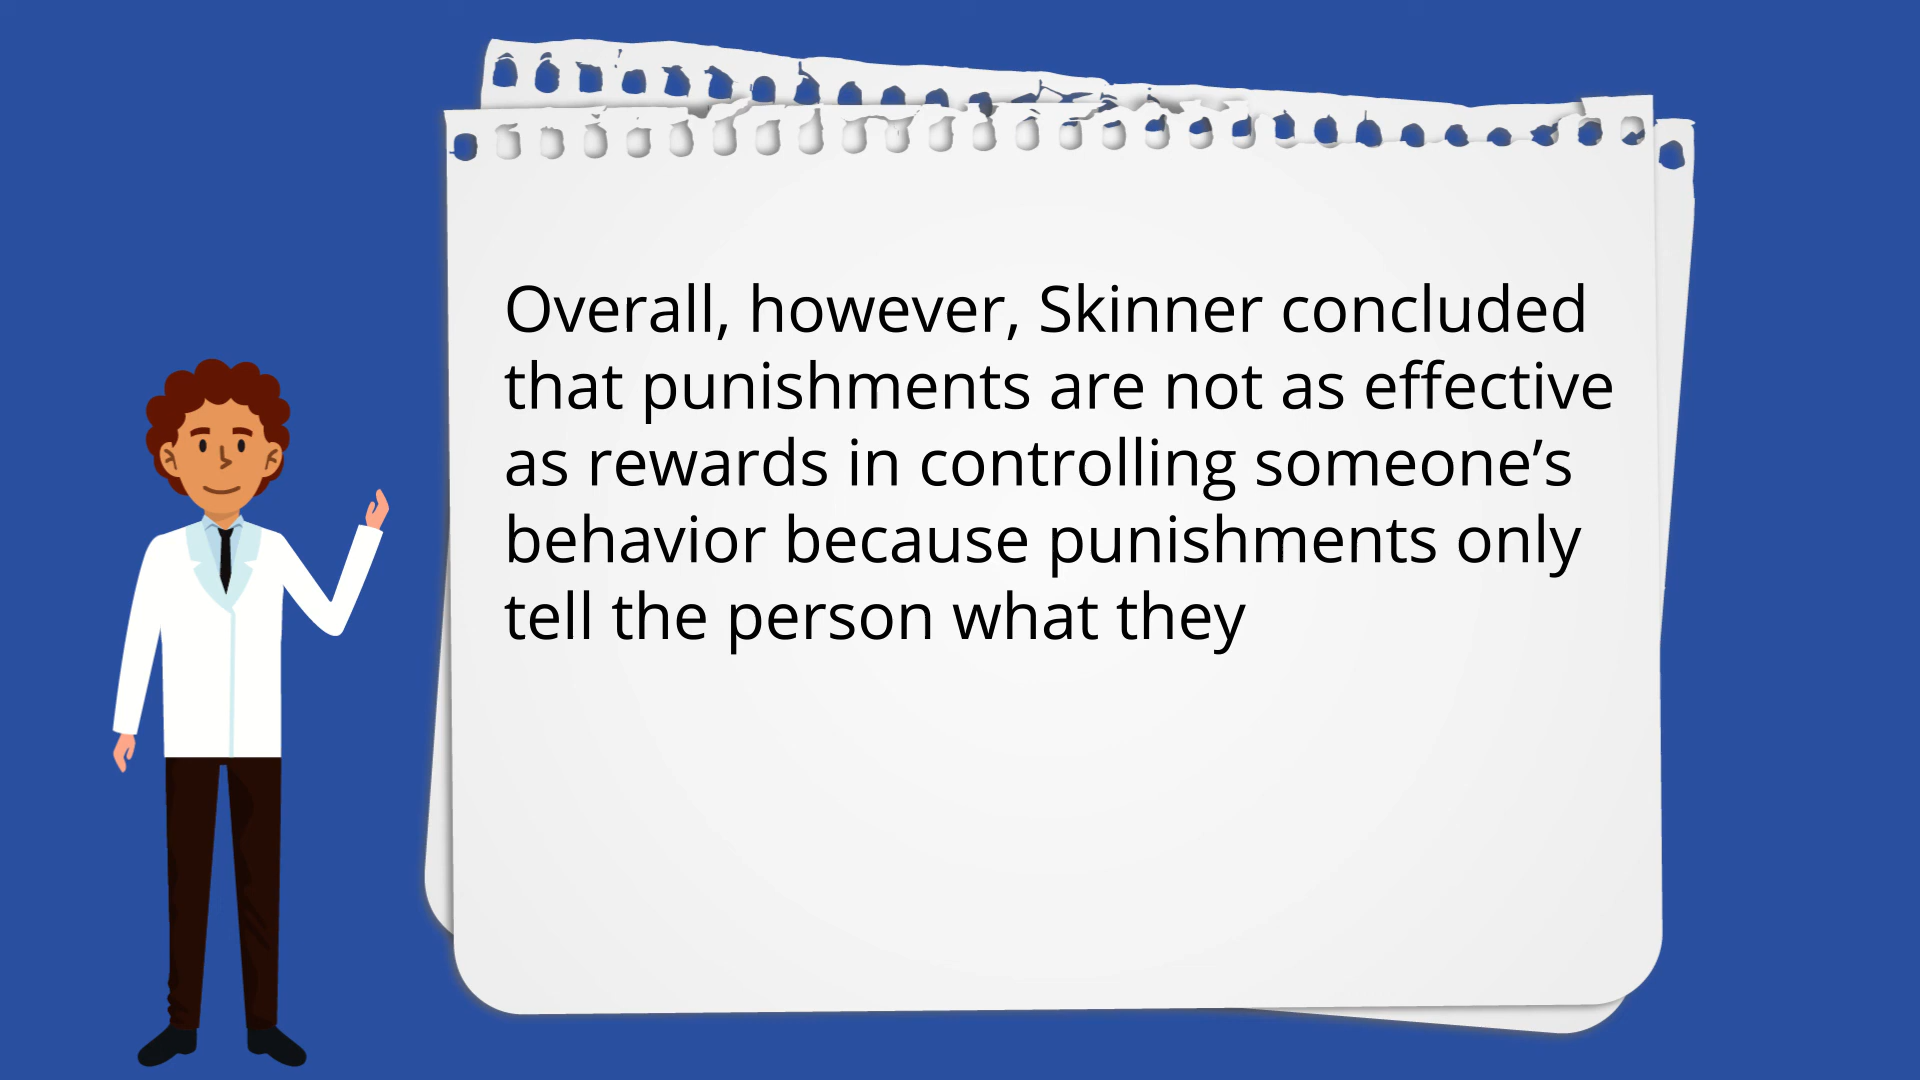 Overall, however, Skinner concluded
that punishments are not as effective
as rewards in controlling someone’s
behavior because punishments only
tell the person what they